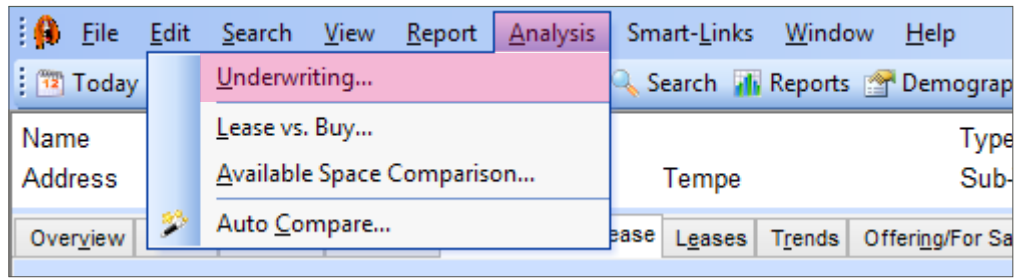 File Edit Search View Report Analysis Smart-Links Window Help
12 Today Search Reports Demograp
Underwriting...
Lease vs. Buy...
Available Space Comparison...
Auto Compare...
Name Type
Address Tempe Sub-
Overview ease Leases Trends Offering/For Sa